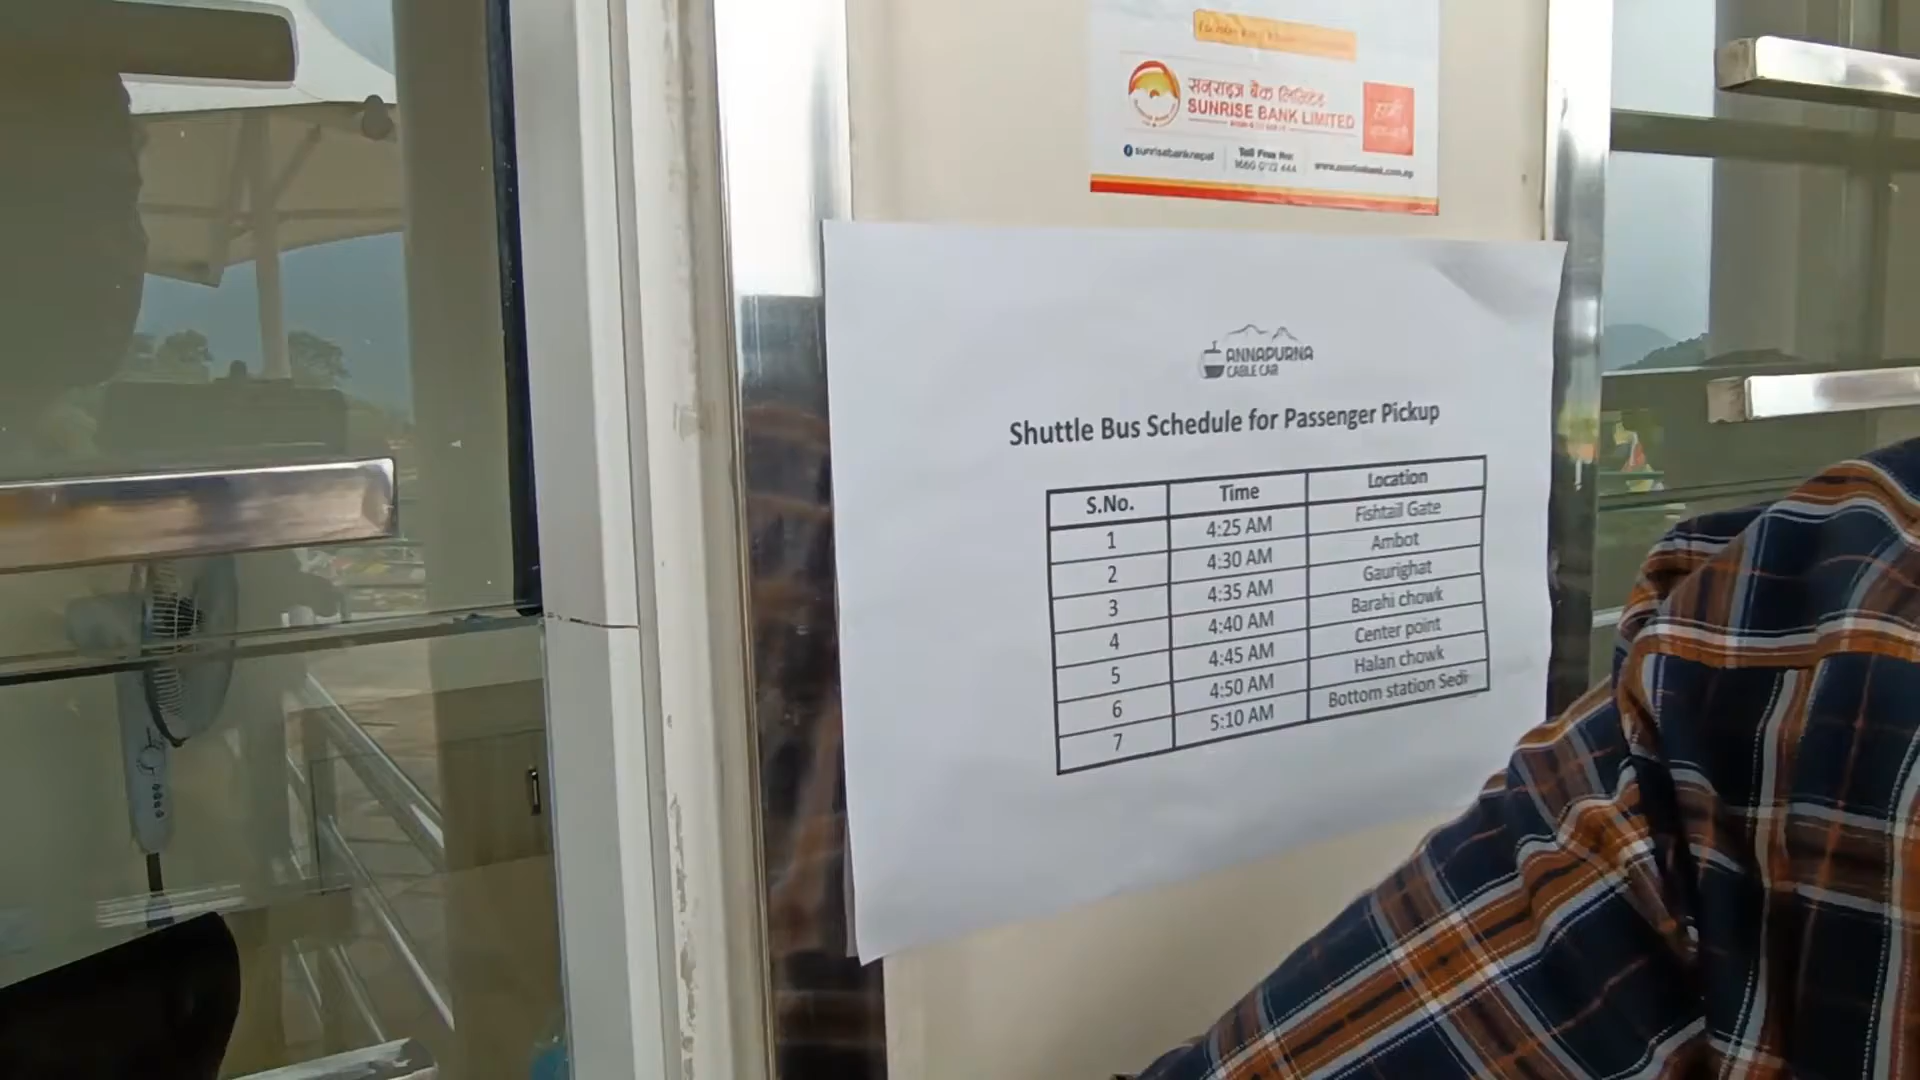 सनराइज बैंक लिमिटेड
SUNRISE BANK LIMITED
sunrisebanknepal
Toll Free No:
ANNAPURNA
CABLE CAR
Shuttle Bus Schedule for Passenger Pickup
S.No. Time Location
1 4:25 AM Fishtail Gate
2 4:30 AM Ambot
3 4:35 AM Gaurighat
4 4:40 AM Barahi chowk
5 4:45 AM Center point
6 4:50 AM Halan chowk
7 5:10 AM Bottom station Sedi